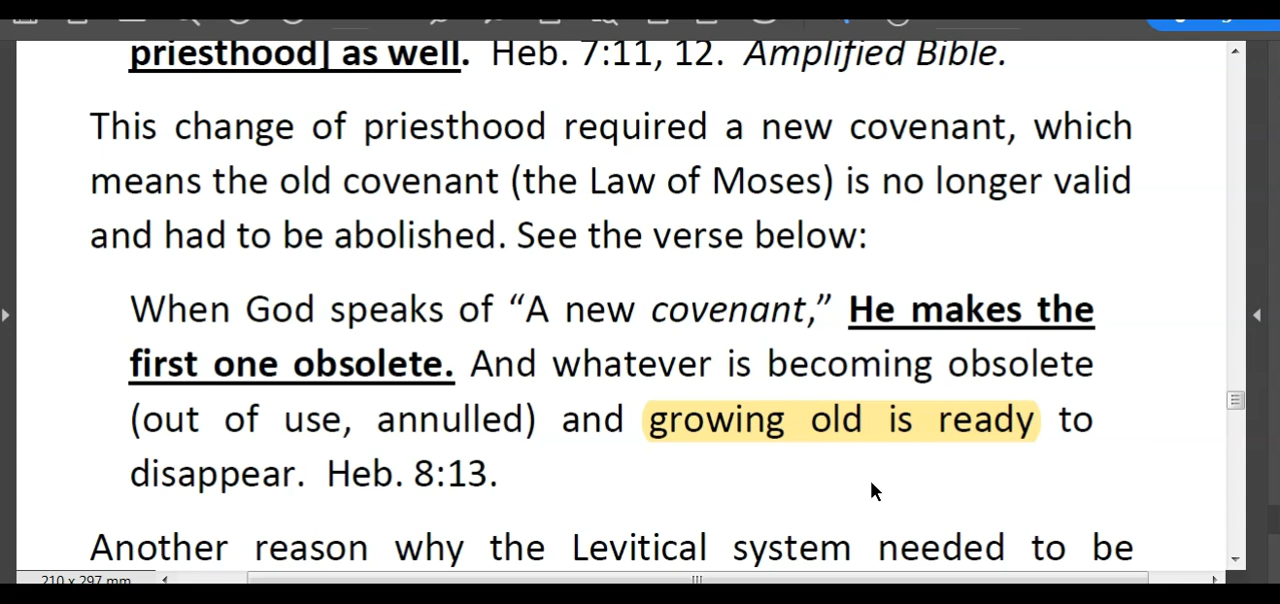 priesthood] as well. Heb. 7:11, 12. Amplified Bible.
This change of priesthood required a new covenant, which
means the old covenant (the Law of Moses) is no longer valid
and had to be abolished. See the verse below:
When God speaks of “A new covenant,” He makes the
first one obsolete. And whatever is becoming obsolete
(out of use, annulled) and growing old is ready to
disappear. Heb. 8:13.
Another reason why the Levitical system needed to be
210 x 297 mm